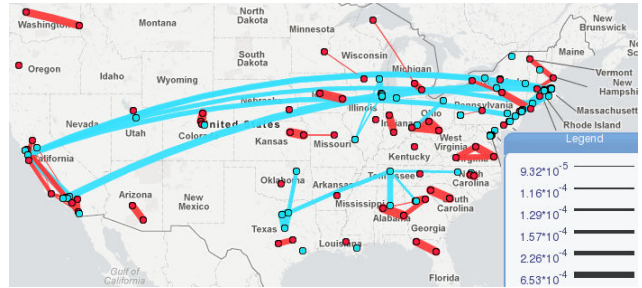 North
Dakota
Washington
Montana
Minnesota
New
Brunswick
Maine
Oregon
Idaho
Wyoming
South
Dakota
Wisconsin
Michigan
Vermont
New
Hampshire
Massachusetts
Rhode Island
Nevada
Utah
United States
Illinois
Ohio
Pennsylvania
California
Kansas
Missouri
West
Virginia
Kentucky
Legend
9.32*10 -5
1.16*10 -4
1.29*10 -4
1.57*10 -4
2.26*10 -4
6.53*10 -4
Arizona
New
Mexico
Oklahoma
Arkansas
Tennessee
North
Carolina
Mississippi
Alabama
South
Carolina
Georgia
Texas
Louisiana
Florida
Gulf of
California